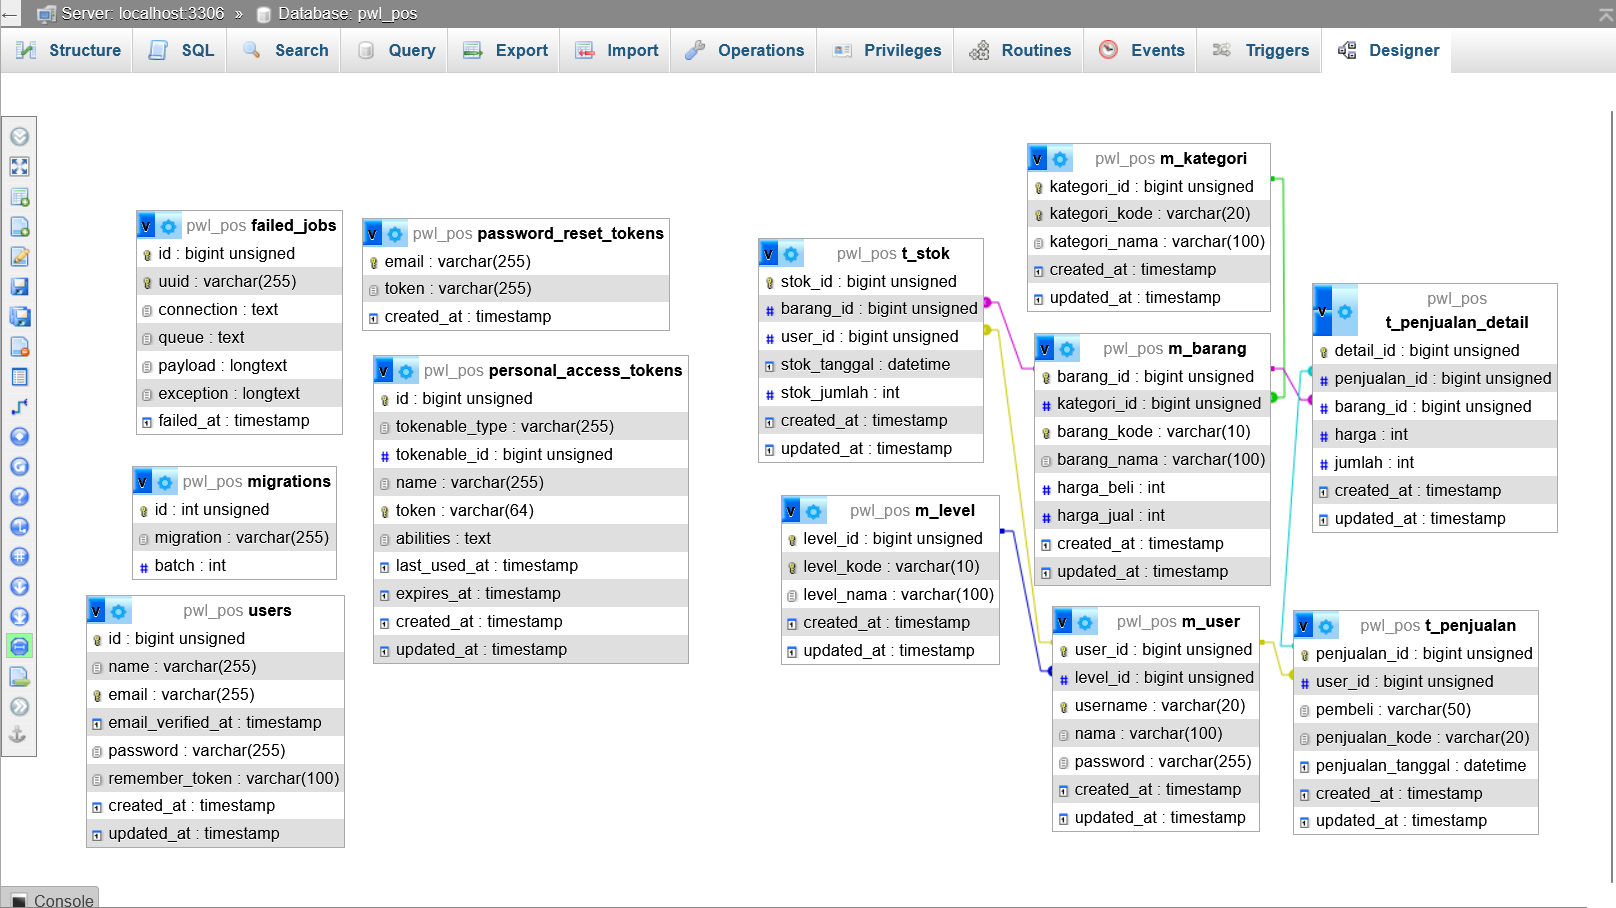 Server: localhost:3306 » Database: pwl_pos
Structure SQL Search Query Export Import Operations Privileges Routines Events Triggers Designer
pwl_pos failed_jobs
id : bigint unsigned
uuid : varchar(255)
connection : text
queue : text
payload : longtext
exception : longtext
failed_at : timestamp
pwl_pos migrations
id : int unsigned
migration : varchar(255)
batch : int
pwl_pos users
id : bigint unsigned
name : varchar(255)
email : varchar(255)
email_verified_at : timestamp
password : varchar(255)
remember_token : varchar(100)
created_at : timestamp
updated_at : timestamp
pwl_pos password_reset_tokens
email : varchar(255)
token : varchar(255)
created_at : timestamp
pwl_pos personal_access_tokens
id : bigint unsigned
tokenable_type : varchar(255)
tokenable_id : bigint unsigned
name : varchar(255)
token : varchar(64)
abilities : text
last_used_at : timestamp
expires_at : timestamp
created_at : timestamp
updated_at : timestamp
pwl_pos t_stok
stok_id : bigint unsigned
barang_id : bigint unsigned
user_id : bigint unsigned
stok_tanggal : datetime
stok_jumlah : int
created_at : timestamp
updated_at : timestamp
pwl_pos m_level
level_id : bigint unsigned
level_kode : varchar(10)
level_nama : varchar(100)
created_at : timestamp
updated_at : timestamp
pwl_pos m_kategori
kategori_id : bigint unsigned
kategori_kode : varchar(20)
kategori_nama : varchar(100)
created_at : timestamp
updated_at : timestamp
pwl_pos m_barang
barang_id : bigint unsigned
kategori_id : bigint unsigned
barang_kode : varchar(10)
barang_nama : varchar(100)
harga_beli : int
harga_jual : int
created_at : timestamp
updated_at : timestamp
pwl_pos m_user
user_id : bigint unsigned
level_id : bigint unsigned
username : varchar(20)
nama : varchar(100)
password : varchar(255)
created_at : timestamp
updated_at : timestamp
pwl_pos
t_penjualan_detail
detail_id : bigint unsigned
penjualan_id : bigint unsigned
barang_id : bigint unsigned
harga : int
jumlah : int
created_at : timestamp
updated_at : timestamp
pwl_pos t_penjualan
penjualan_id : bigint unsigned
user_id : bigint unsigned
pembeli : varchar(50)
penjualan_kode : varchar(20)
penjualan_tanggal : datetime
created_at : timestamp
updated_at : timestamp
Console